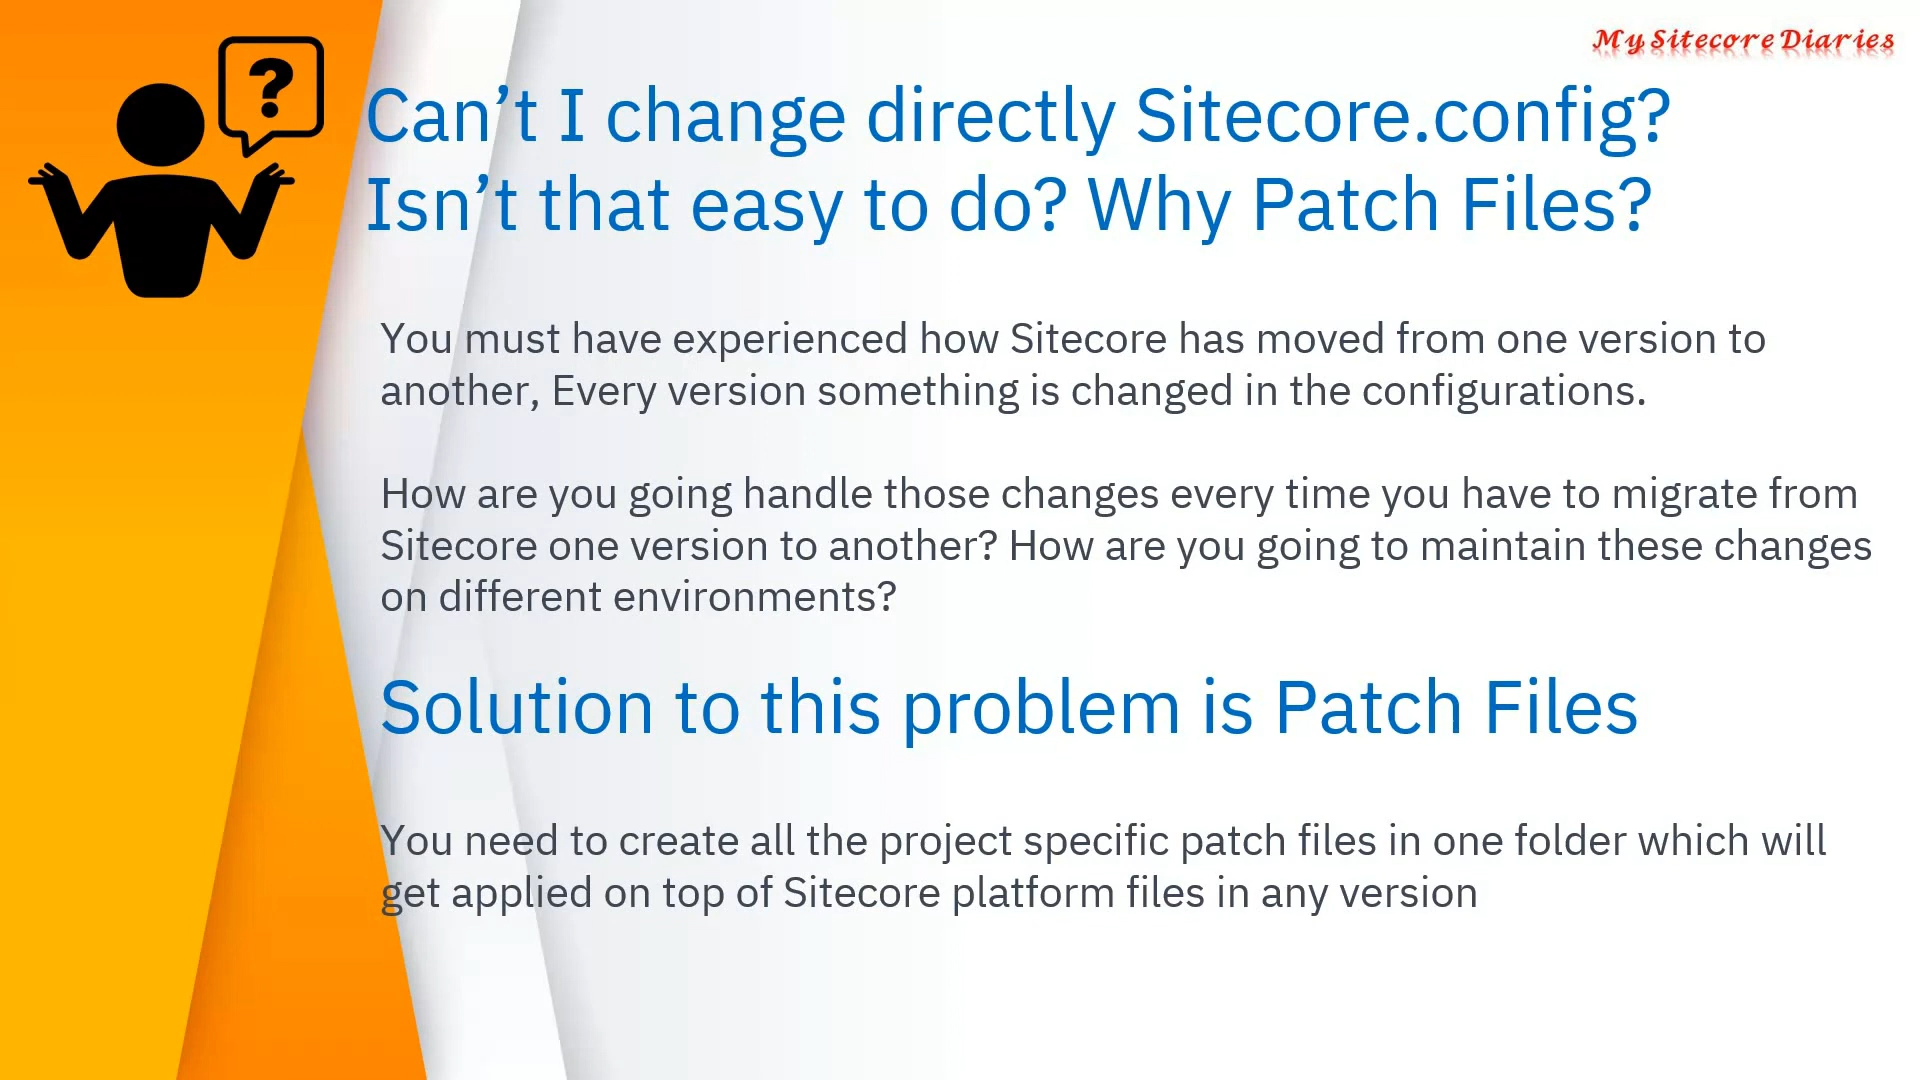 My Sitecore Diaries
?
Can’t I change directly Sitecore.config?
Isn’t that easy to do? Why Patch Files?
You must have experienced how Sitecore has moved from one version to
another, Every version something is changed in the configurations.
How are you going handle those changes every time you have to migrate from
Sitecore one version to another? How are you going to maintain these changes
on different environments?
Solution to this problem is Patch Files
You need to create all the project specific patch files in one folder which will
get applied on top of Sitecore platform files in any version